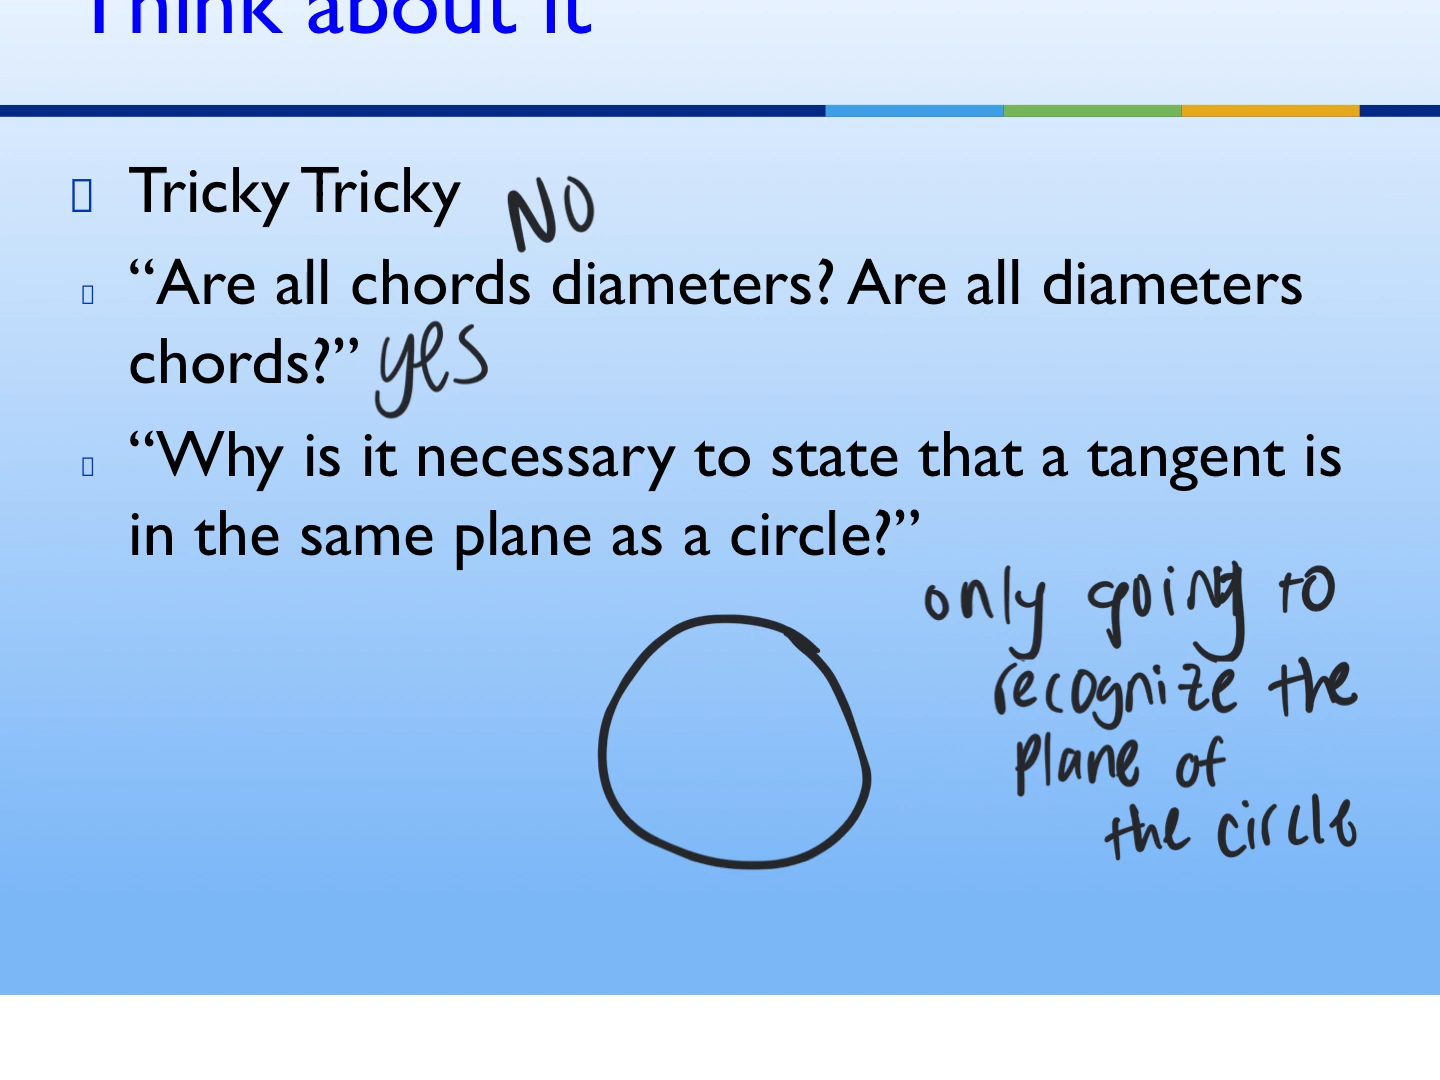 Think about it
Tricky Tricky
NO
“Are all chords diameters? Are all diameters
chords?” yes
“Why is it necessary to state that a tangent is
in the same plane as a circle?”
only going to
recognize the
plane of
the circle